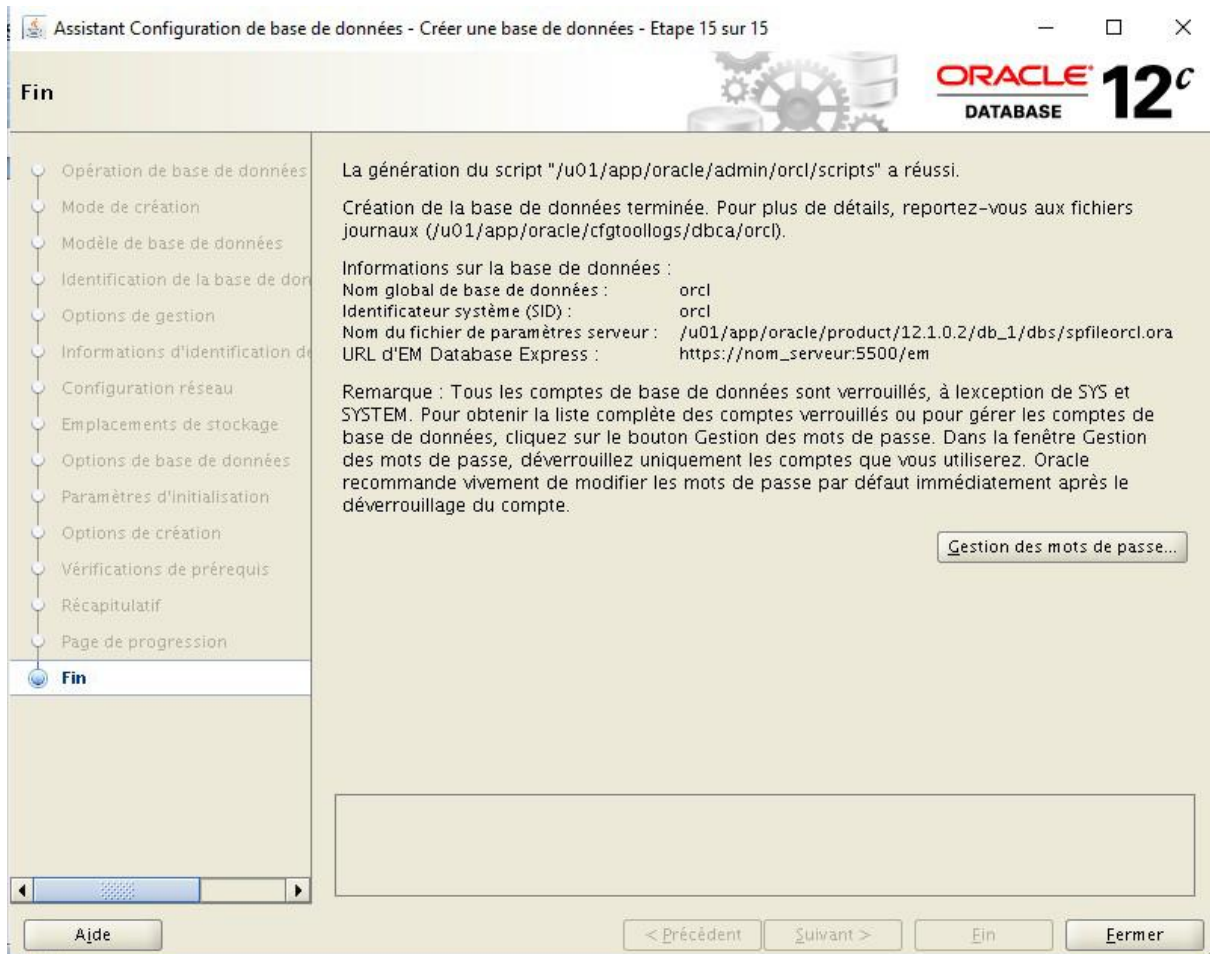 Assistant Configuration de base de données - Créer une base de données - Etape 15 sur 15
Fin
ORACLE
DATABASE
12c
Opération de base de données
Mode de création
Modèle de base de données
Identification de la base de don
Options de gestion
Informations d'identification de
Configuration réseau
Emplacements de stockage
Options de base de données
Paramètres d'initialisation
Options de création
Vérifications de prérequis
Récapitulatif
Page de progression
Fin
La génération du script "/u01/app/oracle/admin/orcl/scripts" a réussi.
Création de la base de données terminée. Pour plus de détails, reportez-vous aux fichiers
journaux (/u01/app/oracle/cfgtoollogs/dbca/orcl).
Informations sur la base de données :
Nom global de base de données : orcl
Identificateur système (SID) : orcl
Nom du fichier de paramètres serveur : /u01/app/oracle/product/12.1.0.2/db_1/dbs/spfileorcl.ora
URL d'EM Database Express : https://nom_serveur:5500/em
Remarque : Tous les comptes de base de données sont verrouillés, à lexception de SYS et
SYSTEM. Pour obtenir la liste complète des comptes verrouillés ou pour gérer les comptes de
base de données, cliquez sur le bouton Gestion des mots de passe. Dans la fenêtre Gestion
des mots de passe, déverrouillez uniquement les comptes que vous utiliserez. Oracle
recommande vivement de modifier les mots de passe par défaut immédiatement après le
déverrouillage du compte.
Gestion des mots de passe...
Aide
< Précédent
Suivant >
Fin
Fermer